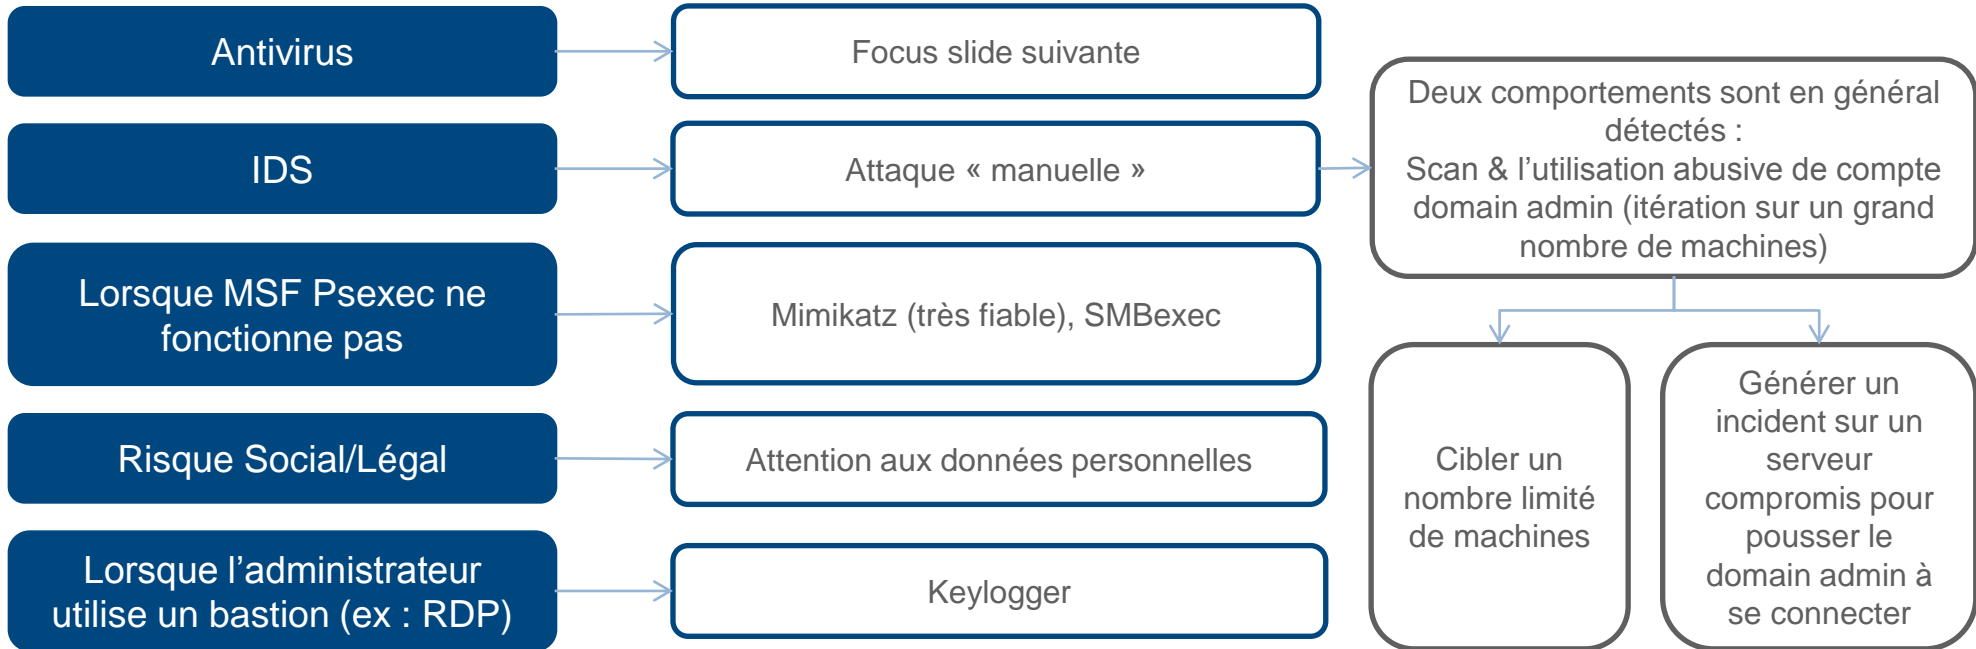 Antivirus
Focus slide suivante
IDS
Attaque « manuelle »
Deux comportements sont en général
détectés :
Scan & l'utilisation abusive de compte
domain admin (itération sur un grand
nombre de machines)
Lorsque MSF Psexec ne
fonctionne pas
Mimikatz (très fiable), SMBexec
Risque Social/Légal
Attention aux données personnelles
Lorsque l'administrateur
utilise un bastion (ex : RDP)
Keylogger
Cibler un
nombre limité
de machines
Générer un
incident sur un
serveur
compromis pour
pousser le
domain admin à
se connecter